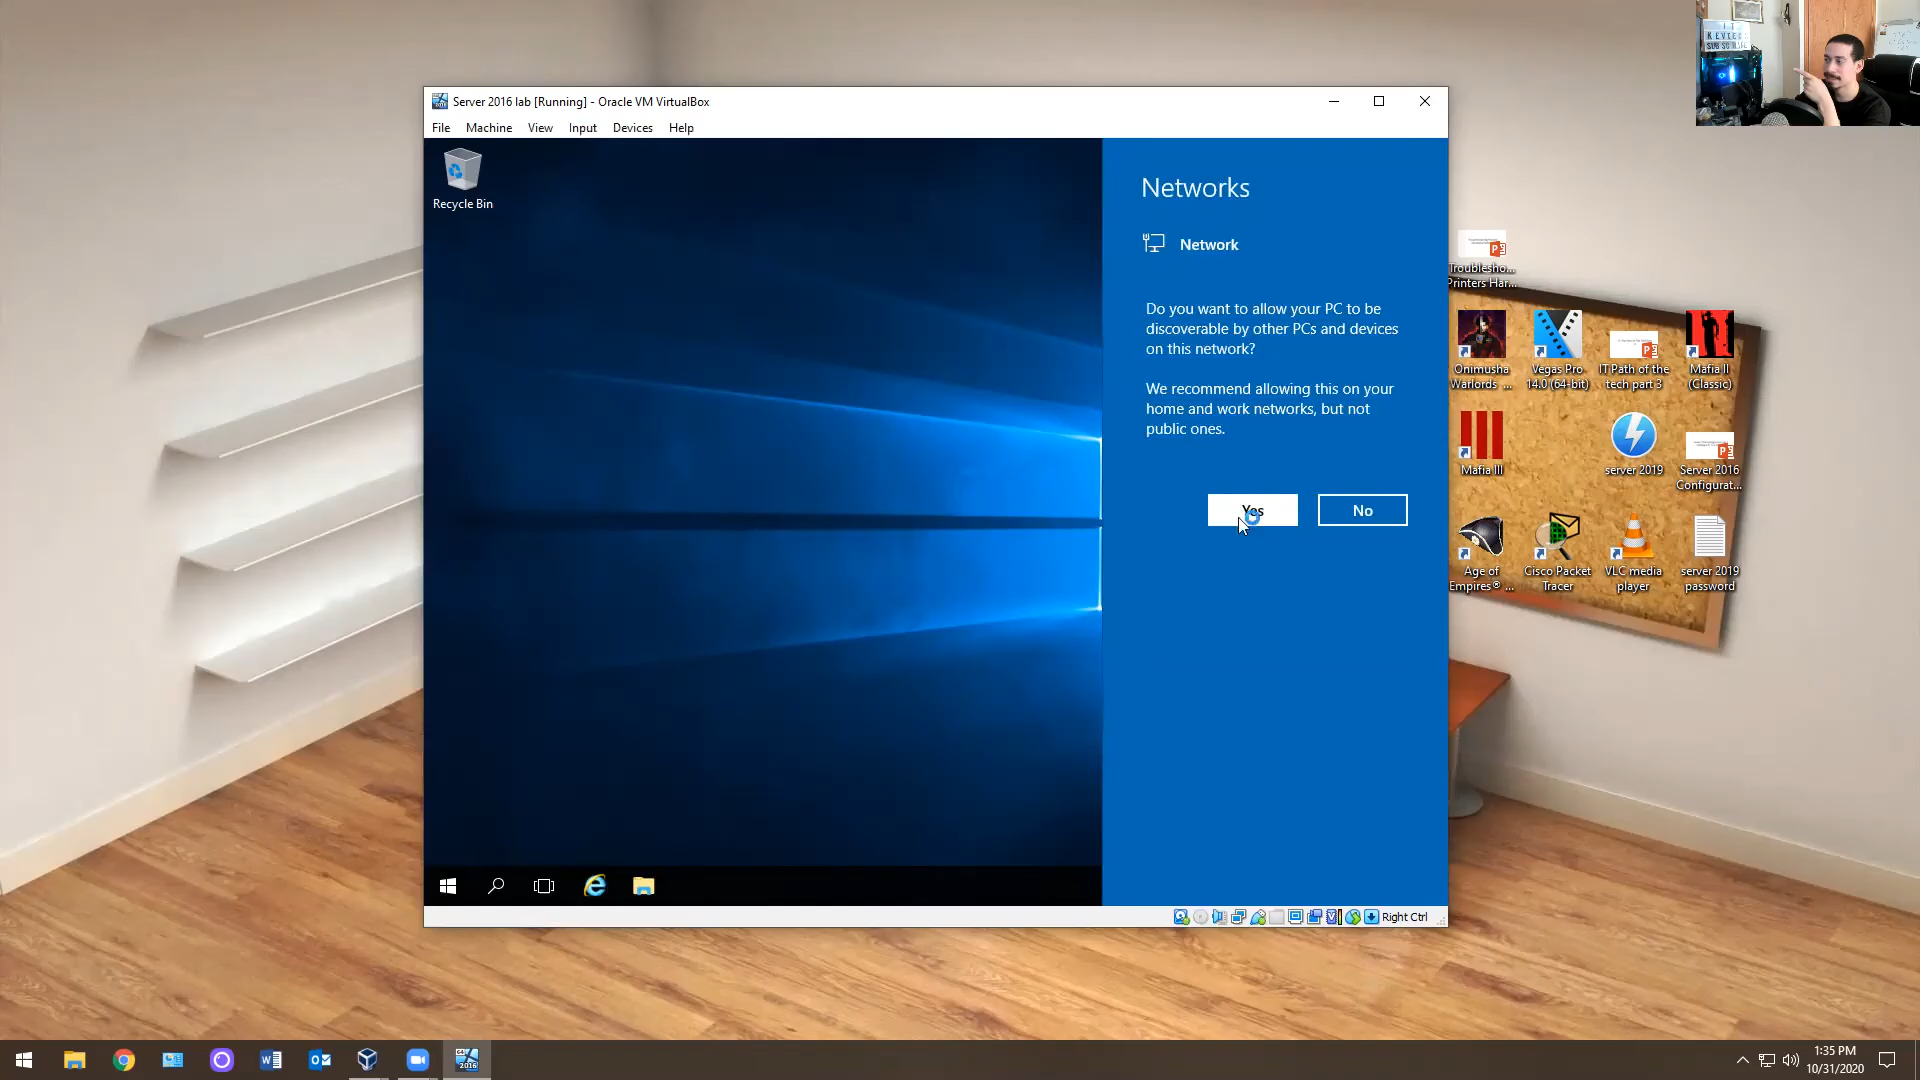 Server 2016 lab [Running] - Oracle VM VirtualBox
File Machine View Input Devices Help
Recycle Bin
Networks
Network
Do you want to allow your PC to be
discoverable by other PCs and devices
on this network?
We recommend allowing this on your
home and work networks, but not
public ones.
Yes
No
Right Ctrl
Troublesho...
Printers Har...
Onimusha
Warlords ...
Vegas Pro
14.0 (64-bit)
IT Path of the
tech part 3
Mafia II
(Classic)
Mafia III
server 2019
Server 2016
Configurat...
Age of
Empires® ...
Cisco Packet
Tracer
VLC media
player
server 2019
password
2016
1:35 PM
10/31/2020